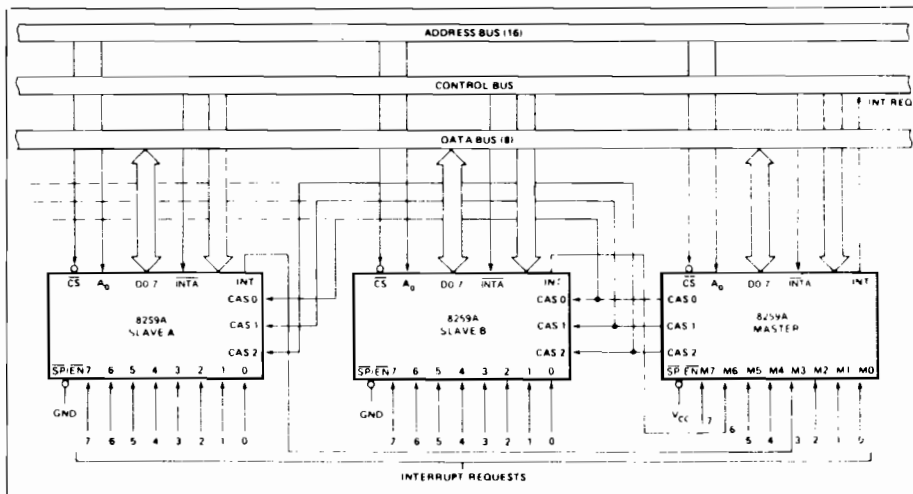 ADDRESS BUS (16)
CONTROL BUS
INT REQ
DATA BUS (8)
CS A0 D0 7 INTA INT
CS A0 D0 7 INTA INT
CS A0 D0 7 INTA INT
CAS 0
CAS 0
CAS 0
8259A
SLAVE A
8259A
SLAVE B
8259A
MASTER
CAS 1
CAS 1
CAS 1
CAS 2
CAS 2
CAS 2
SP/EN 7 6 5 4 3 2 1 0
SP/EN 7 6 5 4 3 2 1 0
SP EN M7 M6 M5 M4 M3 M2 M1 M0
GND
GND
VCC
7 6 5 4 3 2 1 0
7 6 5 4 3 2 1 0
7 6 5 4 3 2 1 0
INTERRUPT REQUESTS